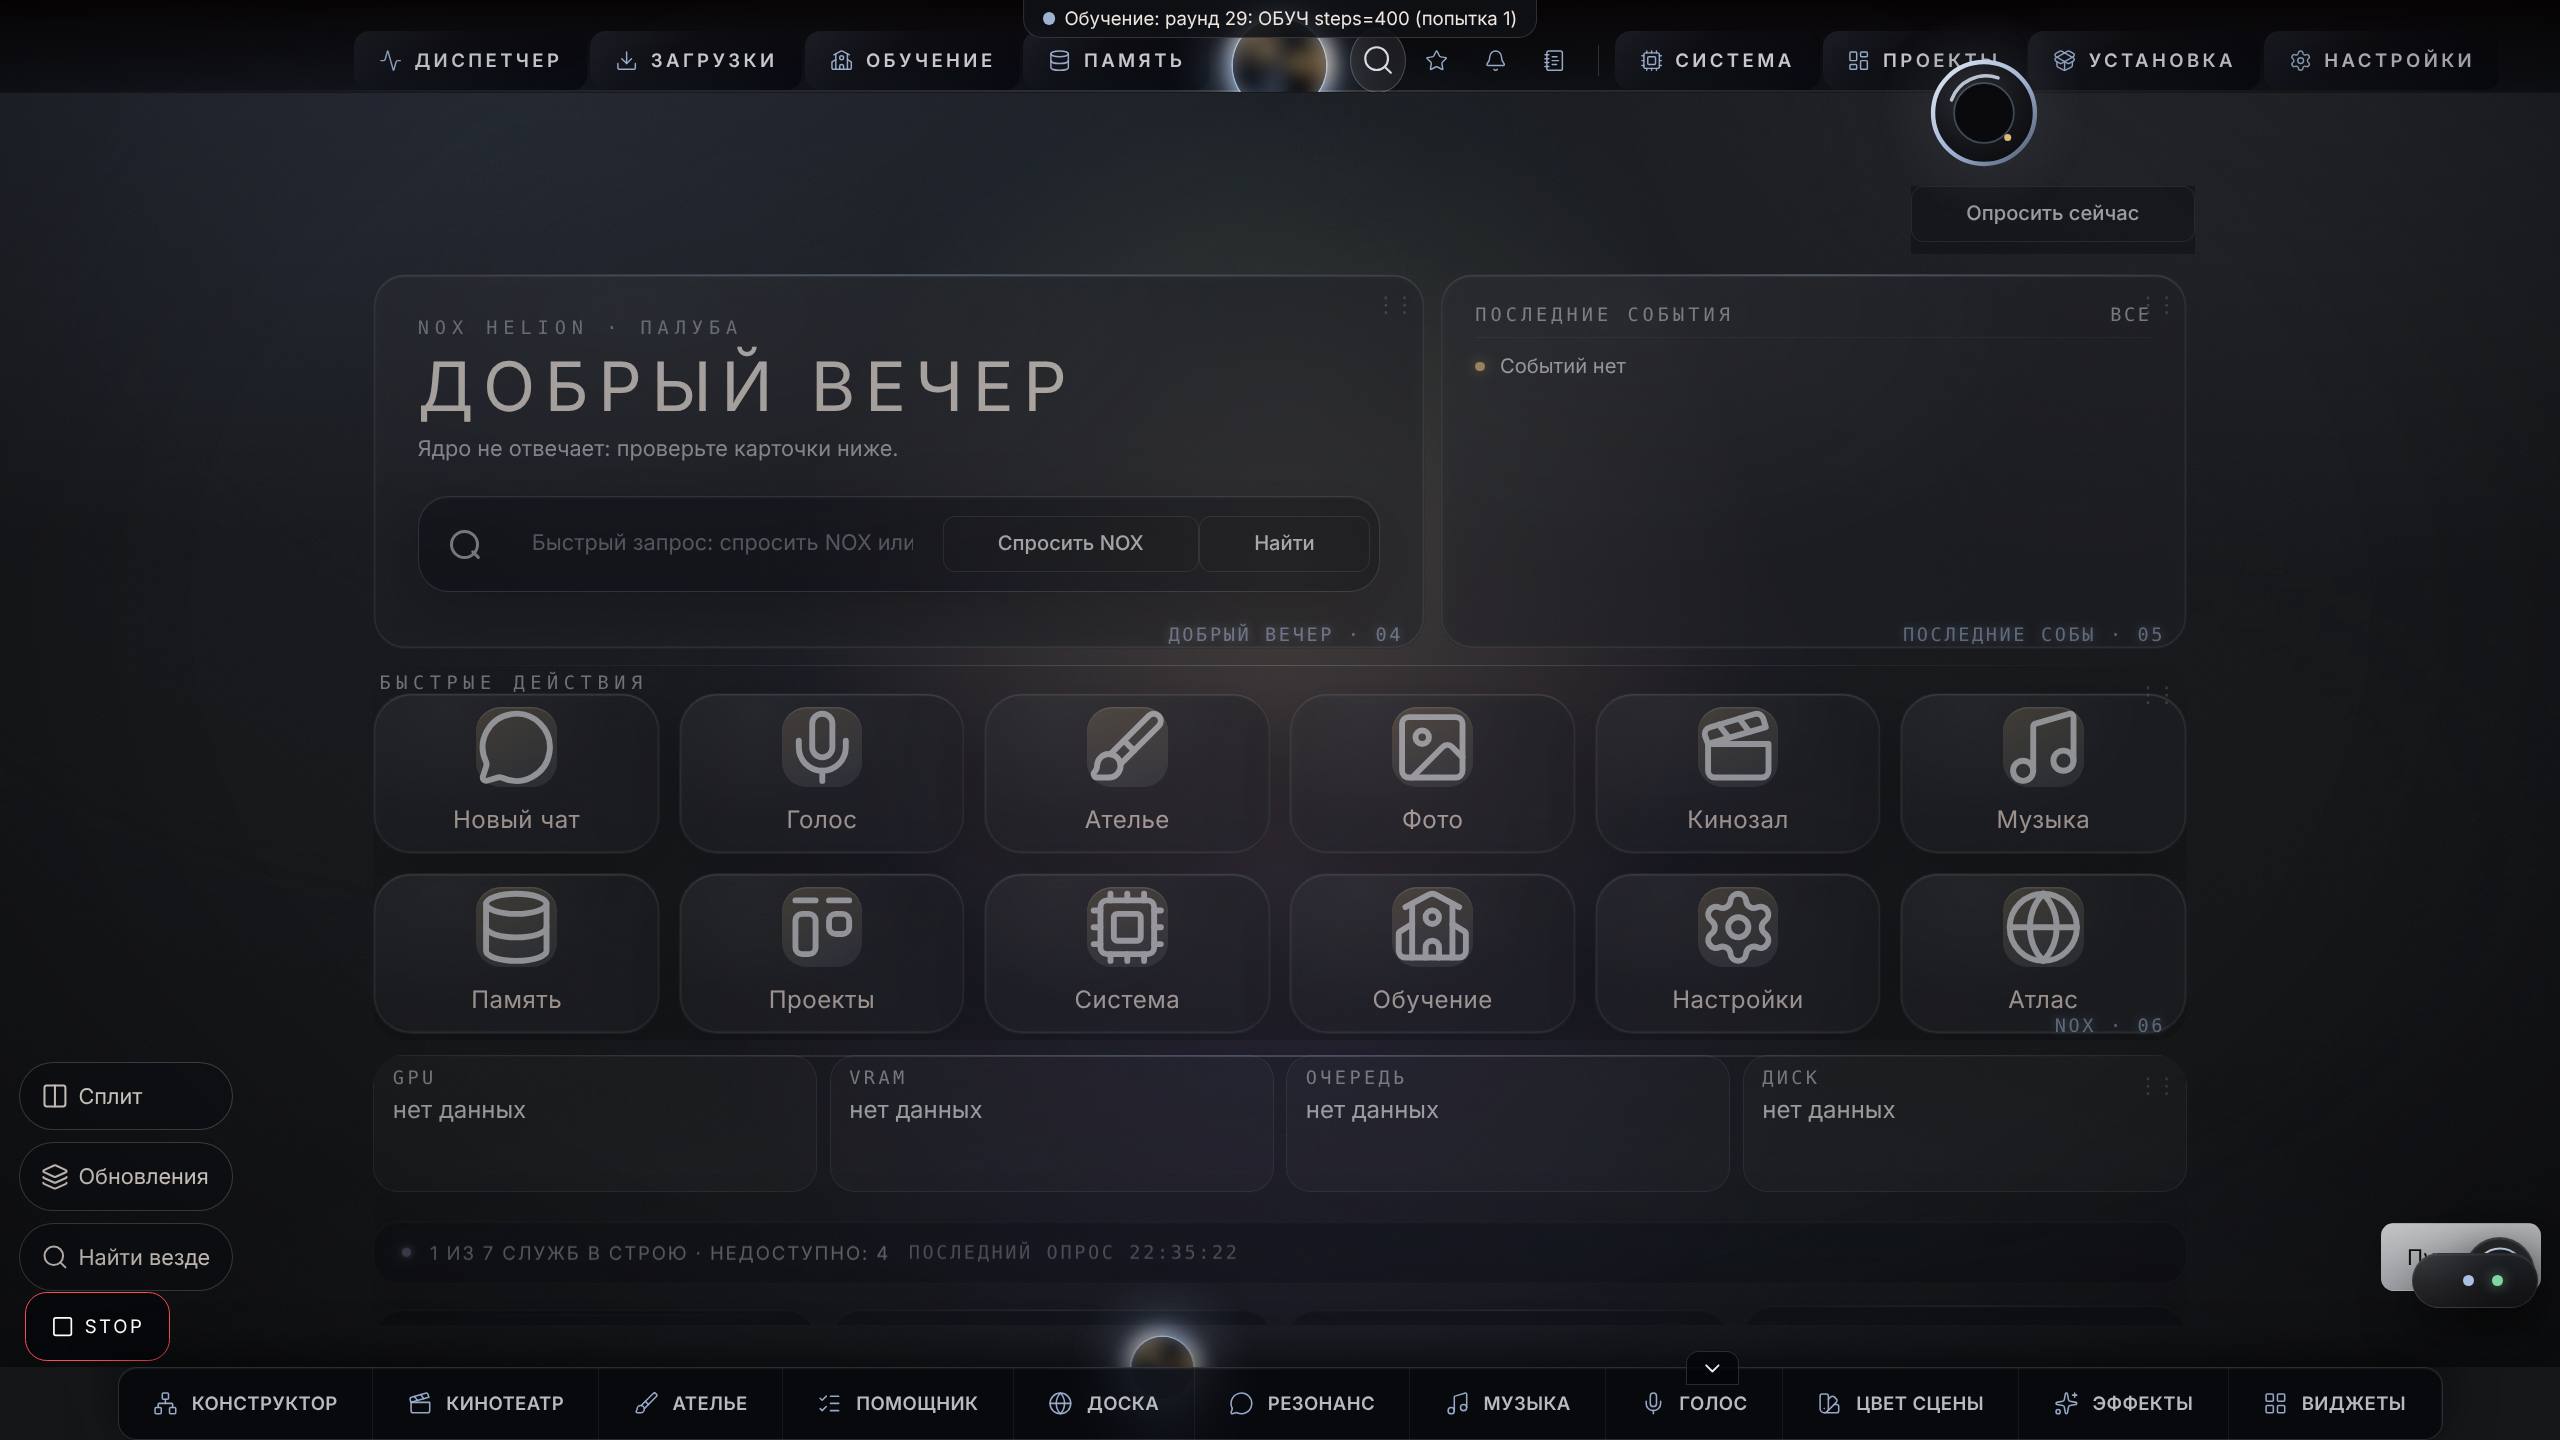 Обучение: раунд 29: ОБУЧ steps=400 (попытка 1)
ДИСПЕТЧЕР ЗАГРУЗКИ ОБУЧЕНИЕ ПАМЯТЬ СИСТЕМА ПРОЕКТЫ УСТАНОВКА НАСТРОЙКИ
Опросить сейчас
NOX HELION · ПАЛУБА
ДОБРЫЙ ВЕЧЕР
Ядро не отвечает: проверьте карточки ниже.
Быстрый запрос: спросить NOX или
Спросить NOX
Найти
ДОБРЫЙ ВЕЧЕР · 04
ПОСЛЕДНИЕ СОБЫТИЯ
ВСЕ
Событий нет
ПОСЛЕДНИЕ СОБЫ · 05
БЫСТРЫЕ ДЕЙСТВИЯ
Новый чат Голос Ателье Фото Кинозал Музыка
Память Проекты Система Обучение Настройки Атлас
NOX · 06
GPU VRAM ОЧЕРЕДЬ ДИСК
нет данных нет данных нет данных нет данных
1 ИЗ 7 СЛУЖБ В СТРОЮ · НЕДОСТУПНО: 4 ПОСЛЕДНИЙ ОПРОС 22:35:22
Сплит
Обновления
Найти везде
STOP
КОНСТРУКТОР КИНОТЕАТР АТЕЛЬЕ ПОМОЩНИК ДОСКА РЕЗОНАНС МУЗЫКА ГОЛОС ЦВЕТ СЦЕНЫ ЭФФЕКТЫ ВИДЖЕТЫ